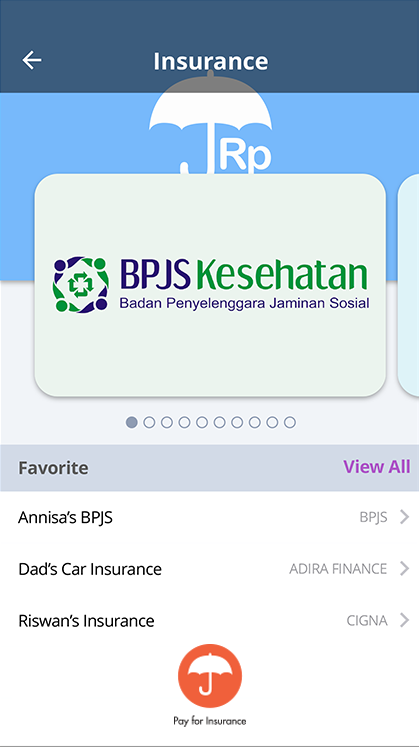 Insurance
Rp
BPJS Kesehatan
Badan Penyelenggara Jaminan Sosial
Favorite
View All
Annisa's BPJS
BPJS
Dad's Car Insurance
ADIRA FINANCE
Riswan's Insurance
CIGNA
Pay for Insurance